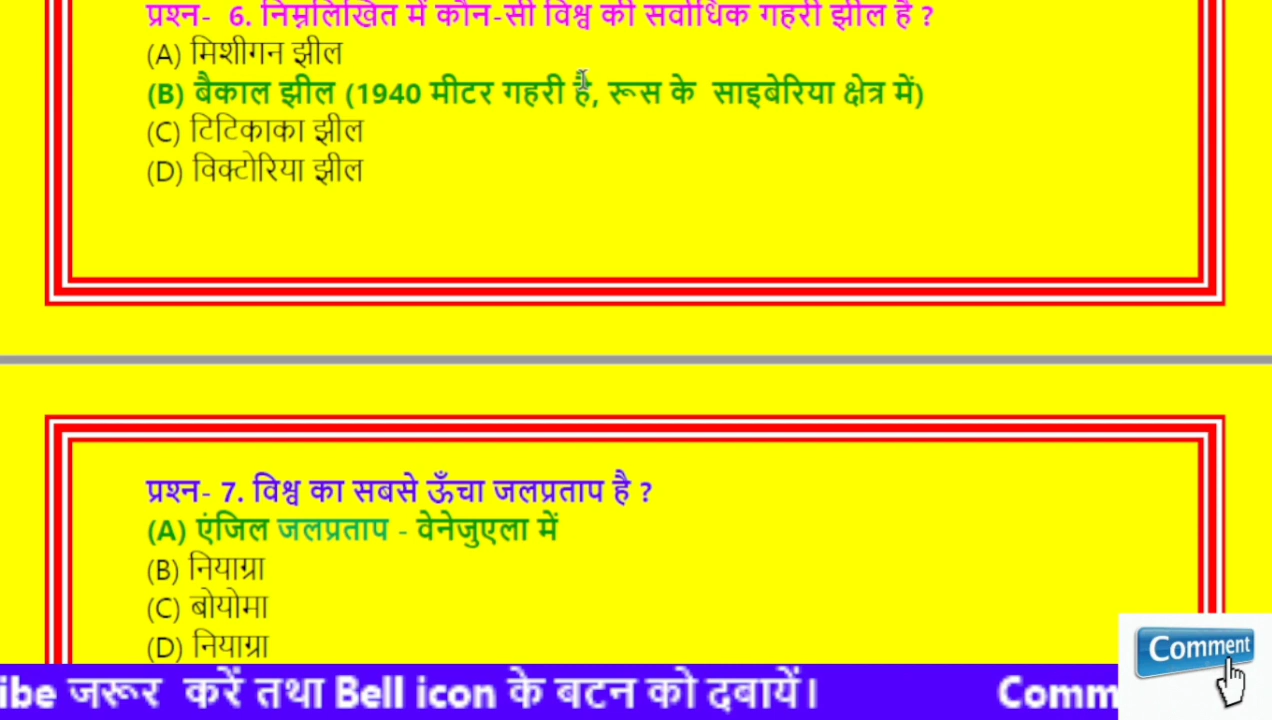 प्रश्न- 6. निम्नलिखित में कौन-सी विश्व की सर्वाधिक गहरी झील है ?
(A) मिशीगन झील
(B) बैकाल झील (1940 मीटर गहरी है, रूस के साइबेरिया क्षेत्र में)
(C) टिटिकाका झील
(D) विक्टोरिया झील
प्रश्न- 7. विश्व का सबसे ऊँचा जलप्रताप है ?
(A) एंजिल जलप्रताप - वेनेजुएला में
(B) नियाग्रा
(C) बोयोमा
(D) नियाग्रा
Comment
ibe जरूर करें तथा Bell icon के बटन को दबायें। Comm